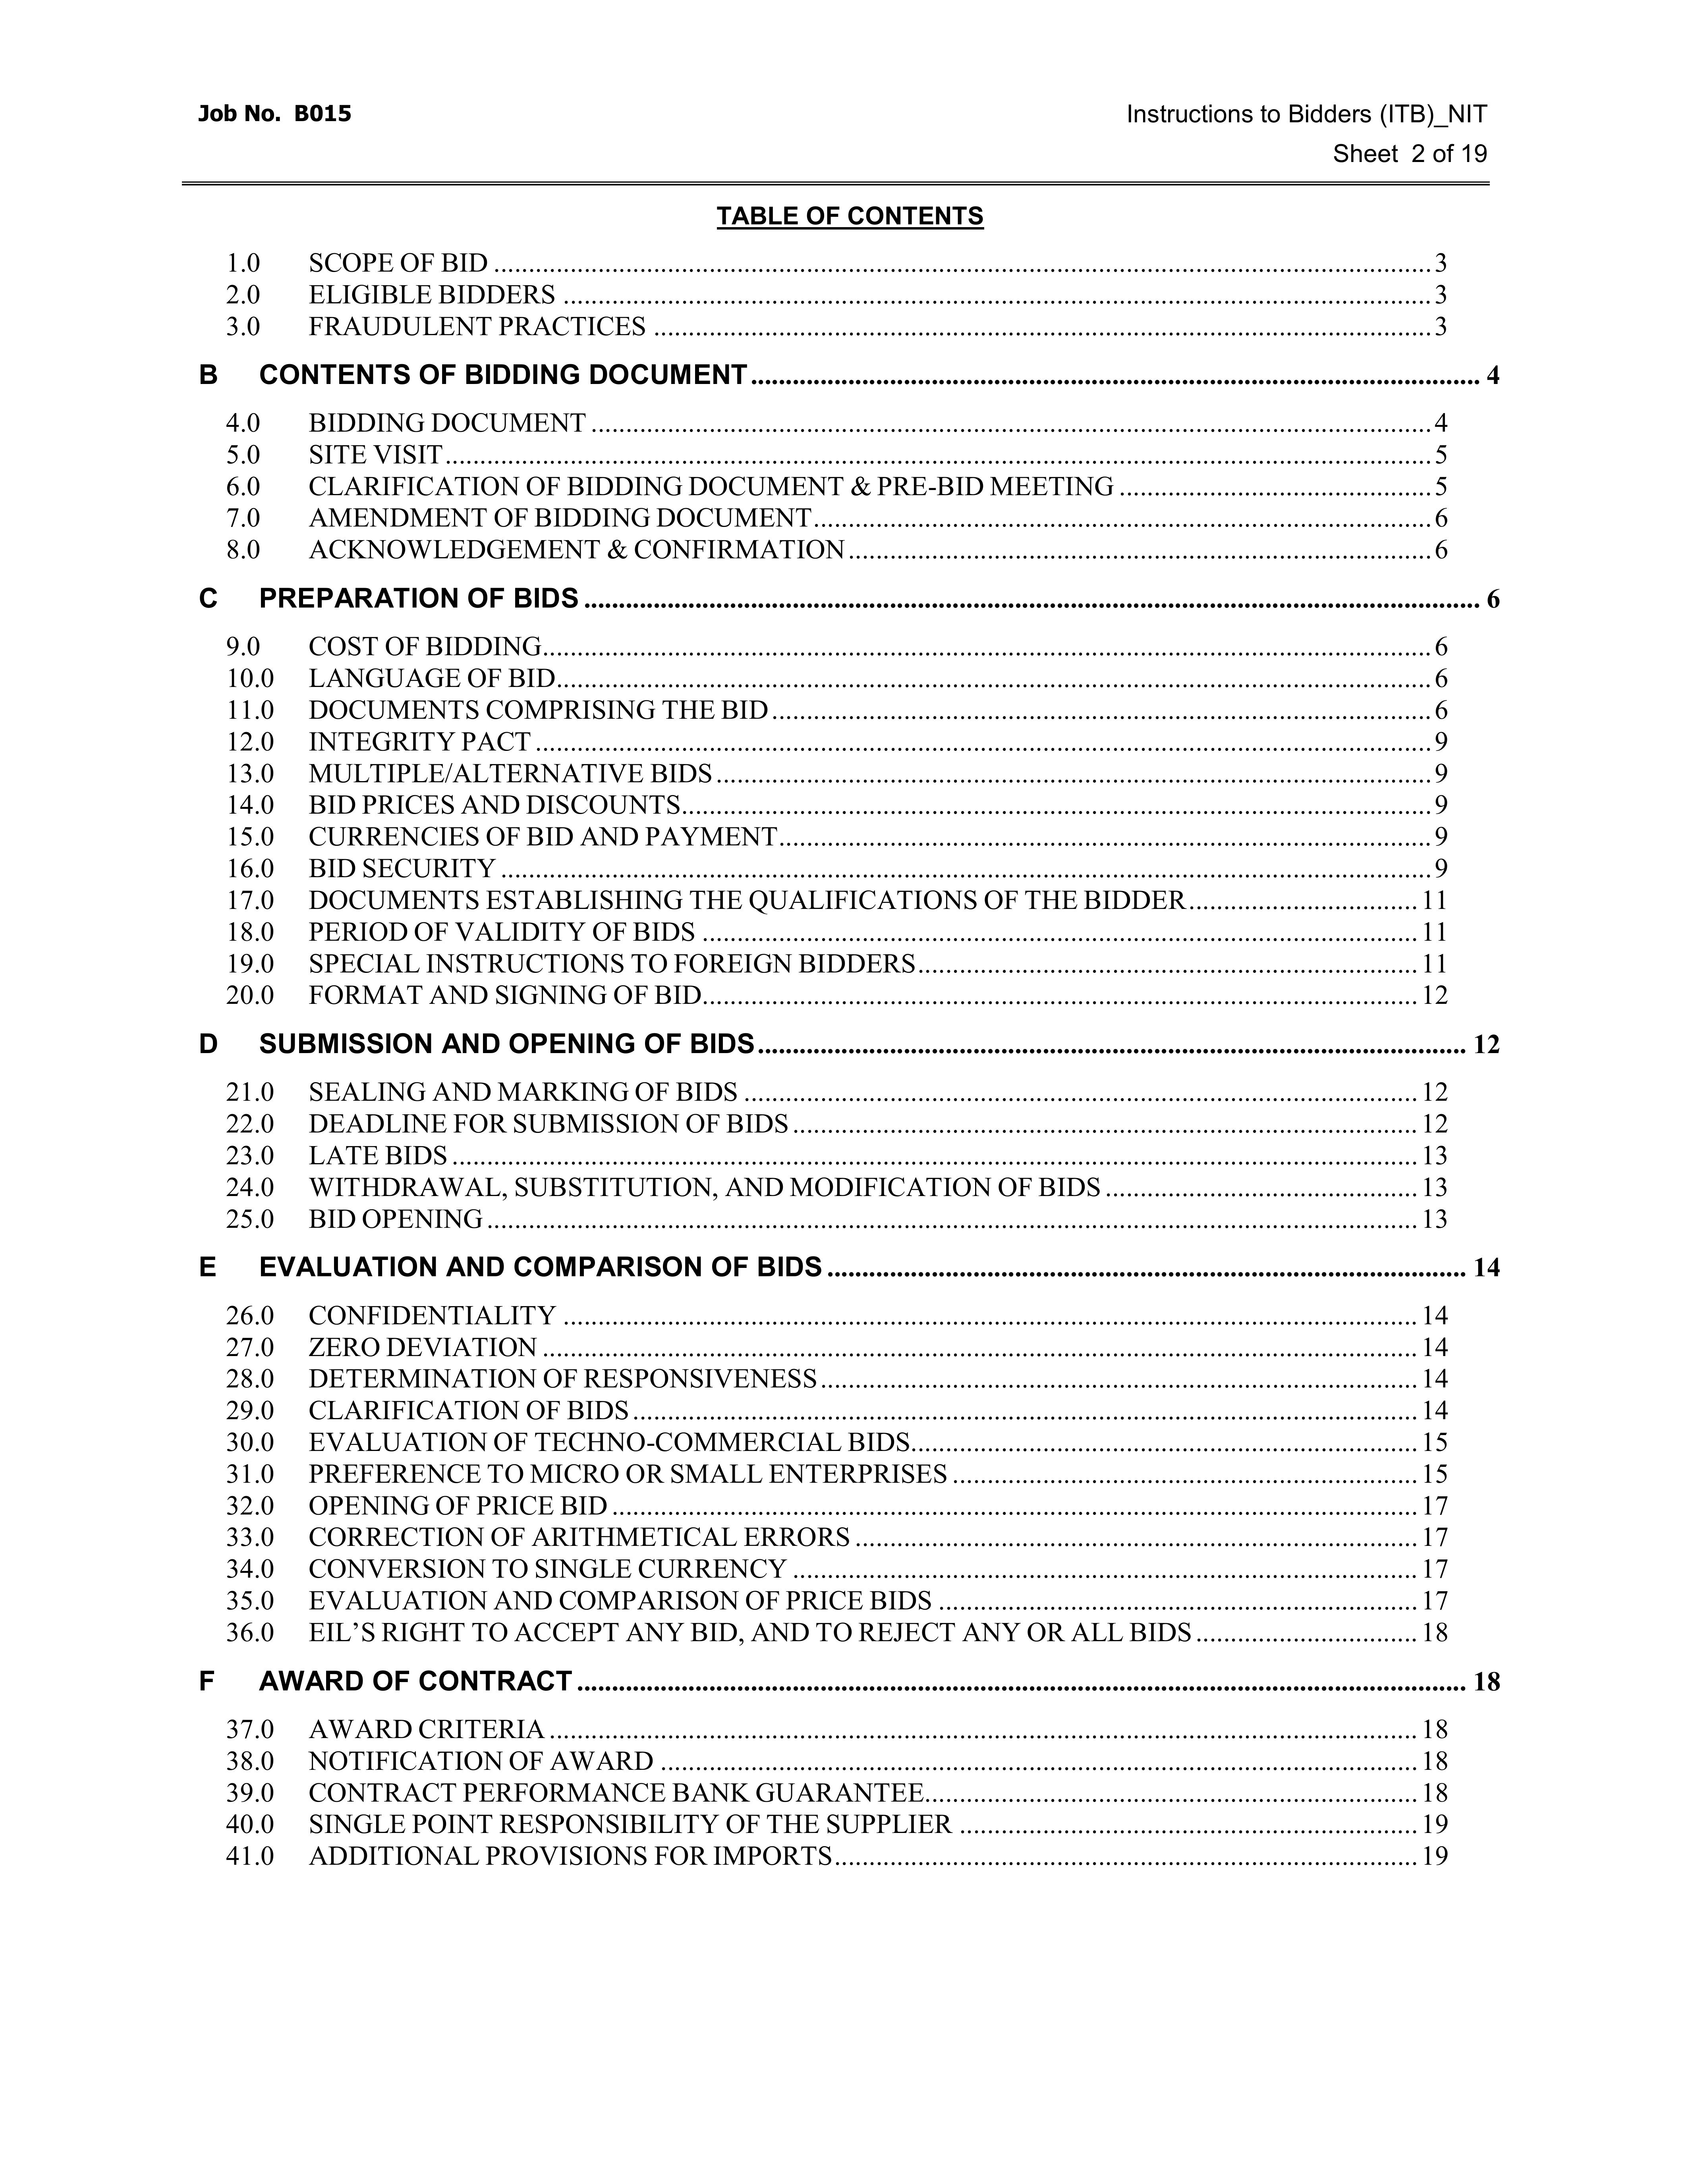 Job No. B015
Instructions to Bidders (ITB)_NIT
Sheet 2 of 19
TABLE OF CONTENTS
1.0 SCOPE OF BID ........ 3
2.0 ELIGIBLE BIDDERS ........ 3
3.0 FRAUDULENT PRACTICES ........ 3
B CONTENTS OF BIDDING DOCUMENT ........ 4
4.0 BIDDING DOCUMENT ........ 4
5.0 SITE VISIT ........ 5
6.0 CLARIFICATION OF BIDDING DOCUMENT & PRE-BID MEETING ........ 5
7.0 AMENDMENT OF BIDDING DOCUMENT ........ 6
8.0 ACKNOWLEDGEMENT & CONFIRMATION ........ 6
C PREPARATION OF BIDS ........ 6
9.0 COST OF BIDDING ........ 6
10.0 LANGUAGE OF BID ........ 6
11.0 DOCUMENTS COMPRISING THE BID ........ 6
12.0 INTEGRITY PACT ........ 9
13.0 MULTIPLE/ALTERNATIVE BIDS ........ 9
14.0 BID PRICES AND DISCOUNTS ........ 9
15.0 CURRENCIES OF BID AND PAYMENT ........ 9
16.0 BID SECURITY ........ 9
17.0 DOCUMENTS ESTABLISHING THE QUALIFICATIONS OF THE BIDDER ........ 11
18.0 PERIOD OF VALIDITY OF BIDS ........ 11
19.0 SPECIAL INSTRUCTIONS TO FOREIGN BIDDERS ........ 11
20.0 FORMAT AND SIGNING OF BID ........ 12
D SUBMISSION AND OPENING OF BIDS ........ 12
21.0 SEALING AND MARKING OF BIDS ........ 12
22.0 DEADLINE FOR SUBMISSION OF BIDS ........ 12
23.0 LATE BIDS ........ 13
24.0 WITHDRAWAL, SUBSTITUTION, AND MODIFICATION OF BIDS ........ 13
25.0 BID OPENING ........ 13
E EVALUATION AND COMPARISON OF BIDS ........ 14
26.0 CONFIDENTIALITY ........ 14
27.0 ZERO DEVIATION ........ 14
28.0 DETERMINATION OF RESPONSIVENESS ........ 14
29.0 CLARIFICATION OF BIDS ........ 14
30.0 EVALUATION OF TECHNO-COMMERCIAL BIDS ........ 15
31.0 PREFERENCE TO MICRO OR SMALL ENTERPRISES ........ 15
32.0 OPENING OF PRICE BID ........ 17
33.0 CORRECTION OF ARITHMETICAL ERRORS ........ 17
34.0 CONVERSION TO SINGLE CURRENCY ........ 17
35.0 EVALUATION AND COMPARISON OF PRICE BIDS ........ 17
36.0 EIL’S RIGHT TO ACCEPT ANY BID, AND TO REJECT ANY OR ALL BIDS ........ 18
F AWARD OF CONTRACT ........ 18
37.0 AWARD CRITERIA ........ 18
38.0 NOTIFICATION OF AWARD ........ 18
39.0 CONTRACT PERFORMANCE BANK GUARANTEE ........ 18
40.0 SINGLE POINT RESPONSIBILITY OF THE SUPPLIER ........ 19
41.0 ADDITIONAL PROVISIONS FOR IMPORTS ........ 19